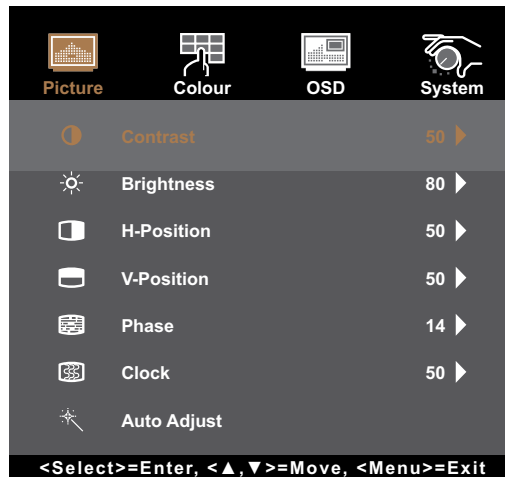 Picture Colour OSD System
Contrast 50
Brightness 80
H-Position 50
V-Position 50
Phase 14
Clock 50
Auto Adjust
<Select>=Enter, <▲,▼>=Move, <Menu>=Exit